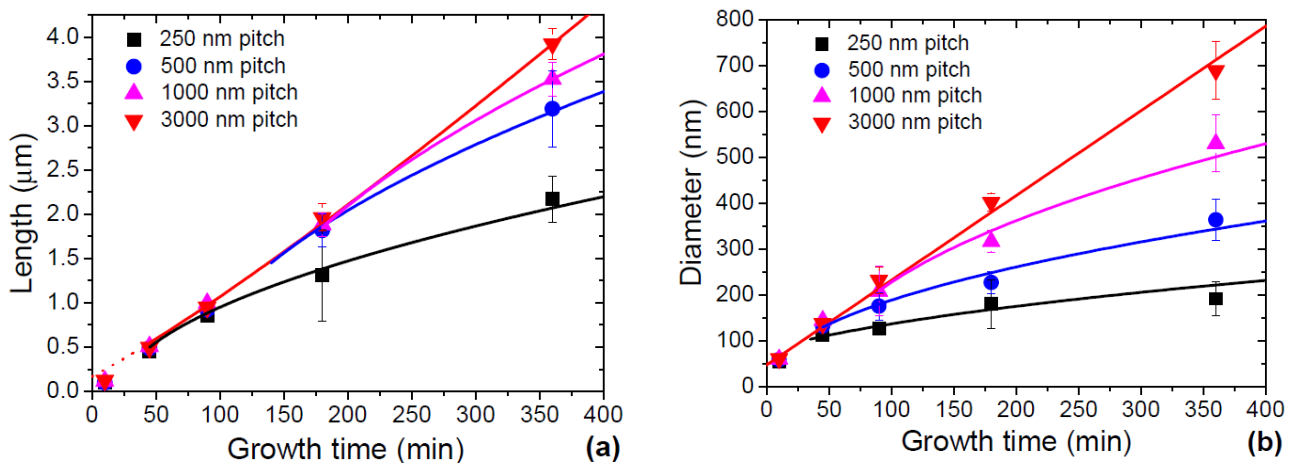 4.0
3.5
3.0
2.5
2.0
1.5
1.0
0.5
0.0
Length (μm)
250 nm pitch
500 nm pitch
1000 nm pitch
3000 nm pitch
0 50 100 150 200 250 300 350 400
Growth time (min)
(a)
800
700
600
500
400
300
200
100
0
Diameter (nm)
250 nm pitch
500 nm pitch
1000 nm pitch
3000 nm pitch
0 50 100 150 200 250 300 350 400
Growth time (min)
(b)